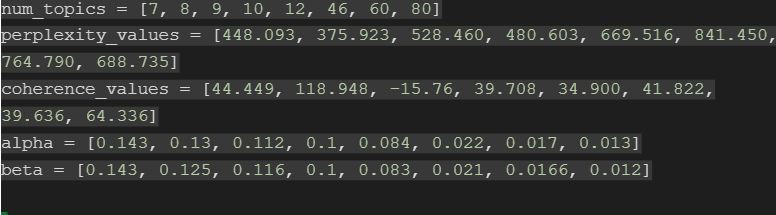 num_topics = [7, 8, 9, 10, 12, 46, 60, 80]
perplexity_values = [448.093, 375.923, 528.460, 480.603, 669.516, 841.450,
764.790, 688.735]
coherence_values = [44.449, 118.948, −15.76, 39.708, 34.900, 41.822,
39.636, 64.336]
alpha = [0.143, 0.13, 0.112, 0.1, 0.084, 0.022, 0.017, 0.013]
beta = [0.143, 0.125, 0.116, 0.1, 0.083, 0.021, 0.0166, 0.012]